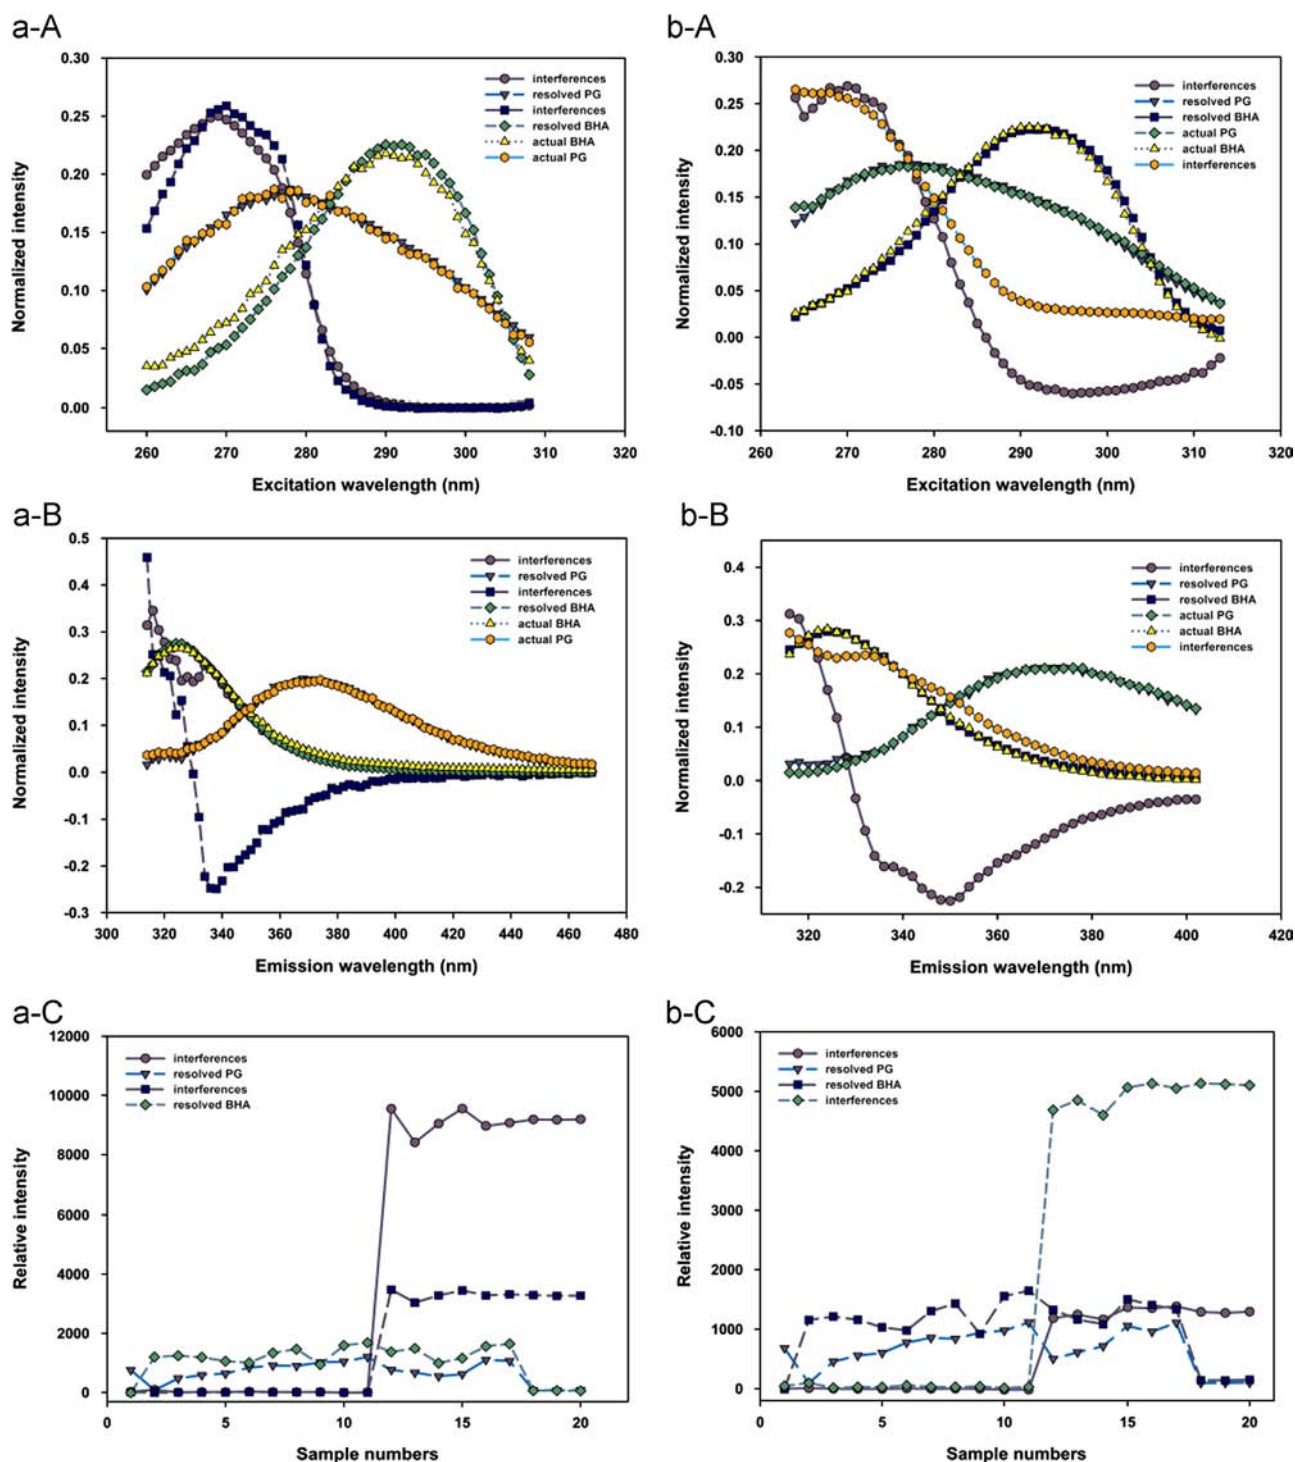 a-A
0.30
0.25
0.20
0.15
0.10
0.05
0.00
260 270 280 290 300 310 320
Normalized intensity
Excitation wavelength (nm)
interferences
resolved PG
interferences
resolved BHA
actual BHA
actual PG
b-A
0.30
0.25
0.20
0.15
0.10
0.05
0.00
-0.05
-0.10
260 270 280 290 300 310 320
Normalized intensity
Excitation wavelength (nm)
interferences
resolved PG
resolved BHA
actual PG
actual BHA
interferences
a-B
0.5
0.4
0.3
0.2
0.1
0.0
-0.1
-0.2
-0.3
300 320 340 360 380 400 420 440 460 480
Normalized intensity
Emission wavelength (nm)
interferences
resolved PG
interferences
resolved BHA
actual BHA
actual PG
b-B
0.4
0.3
0.2
0.1
0.0
-0.1
-0.2
320 340 360 380 400 420
Normalized intensity
Emission wavelength (nm)
interferences
resolved PG
resolved BHA
actual PG
actual BHA
interferences
a-C
12000
10000
8000
6000
4000
2000
0
0 5 10 15 20
Relative intensity
Sample numbers
interferences
resolved PG
interferences
resolved BHA
b-C
6000
5000
4000
3000
2000
1000
0
0 5 10 15 20
Relative intensity
Sample numbers
interferences
resolved PG
resolved BHA
interferences